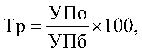 Тр = УПо / УПб × 100,